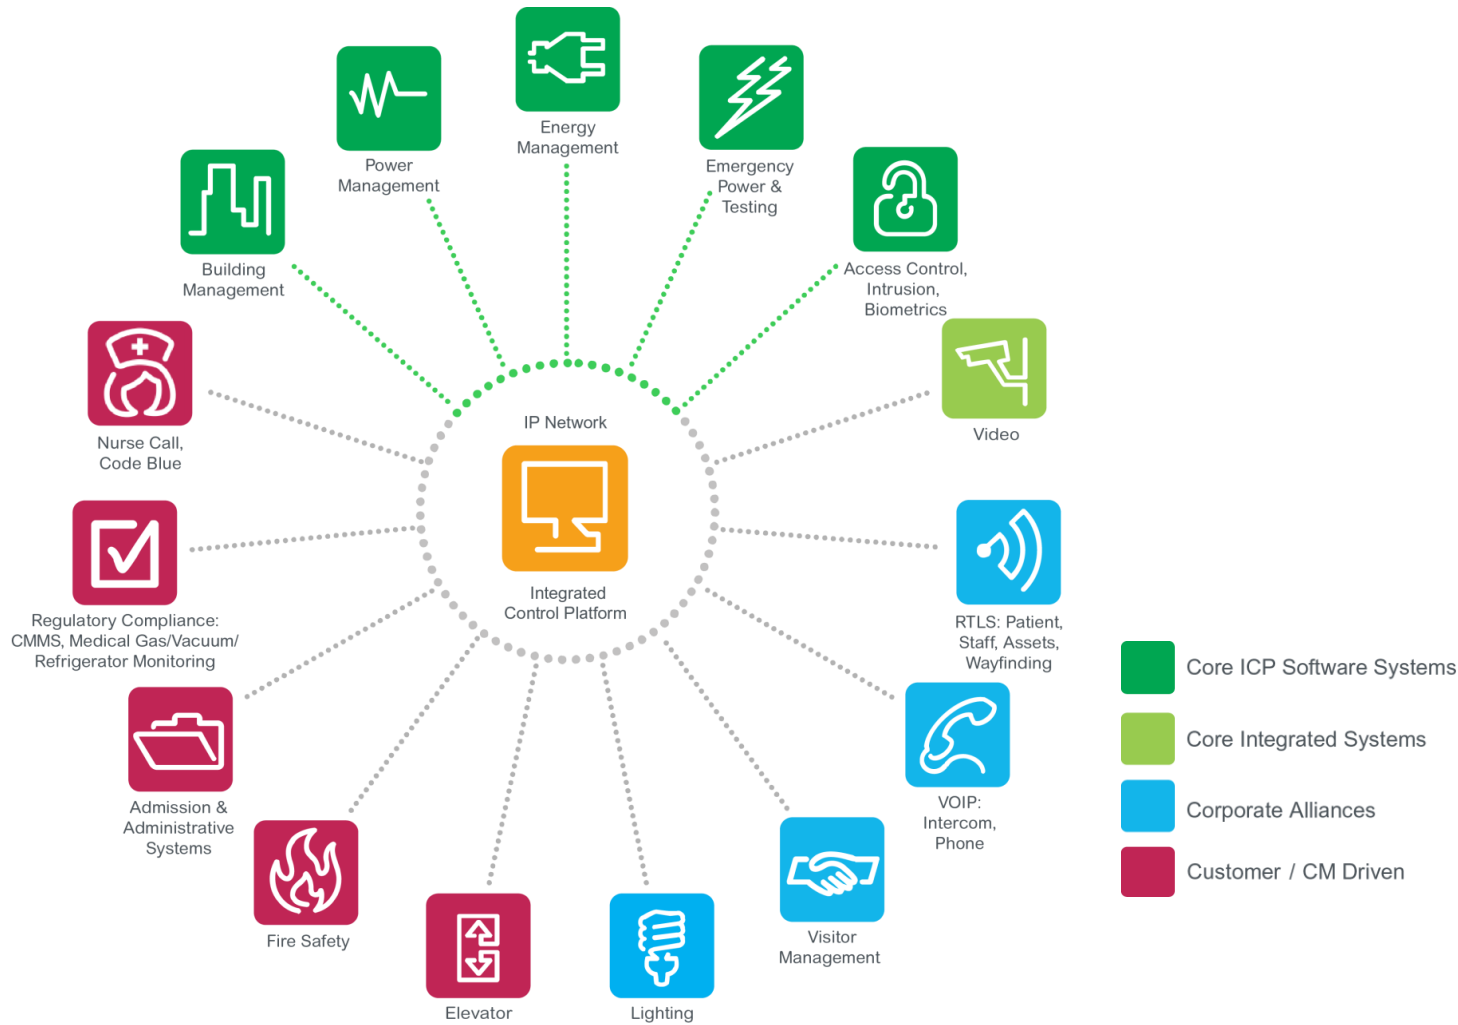 Energy
Management
Power
Management
Emergency
Power &
Testing
Building
Management
Access Control,
Intrusion,
Biometrics
Nurse Call,
Code Blue
IP Network
Video
Integrated
Control Platform
Regulatory Compliance:
CMMS, Medical Gas/Vacuum/
Refrigerator Monitoring
RTLS: Patient,
Staff, Assets,
Wayfinding
Admission &
Administrative
Systems
VOIP:
Intercom,
Phone
Fire Safety
Visitor
Management
Elevator
Lighting
Core ICP Software Systems
Core Integrated Systems
Corporate Alliances
Customer / CM Driven